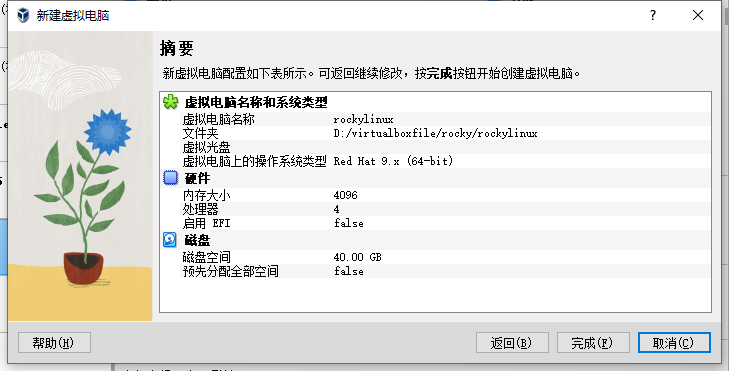 新建虚拟电脑
?
摘要
新虚拟电脑配置如下表所示。可返回继续修改，按完成按钮开始创建虚拟电脑。
虚拟电脑名称和系统类型
虚拟电脑名称 rockylinux
文件夹 D:/virtualboxfile/rocky/rockylinux
虚拟光盘
虚拟电脑上的操作系统类型 Red Hat 9.x (64-bit)
硬件
内存大小 4096
处理器 4
启用 EFI false
磁盘
磁盘空间 40.00 GB
预先分配全部空间 false
帮助(H) 返回(B) 完成(F) 取消(C)